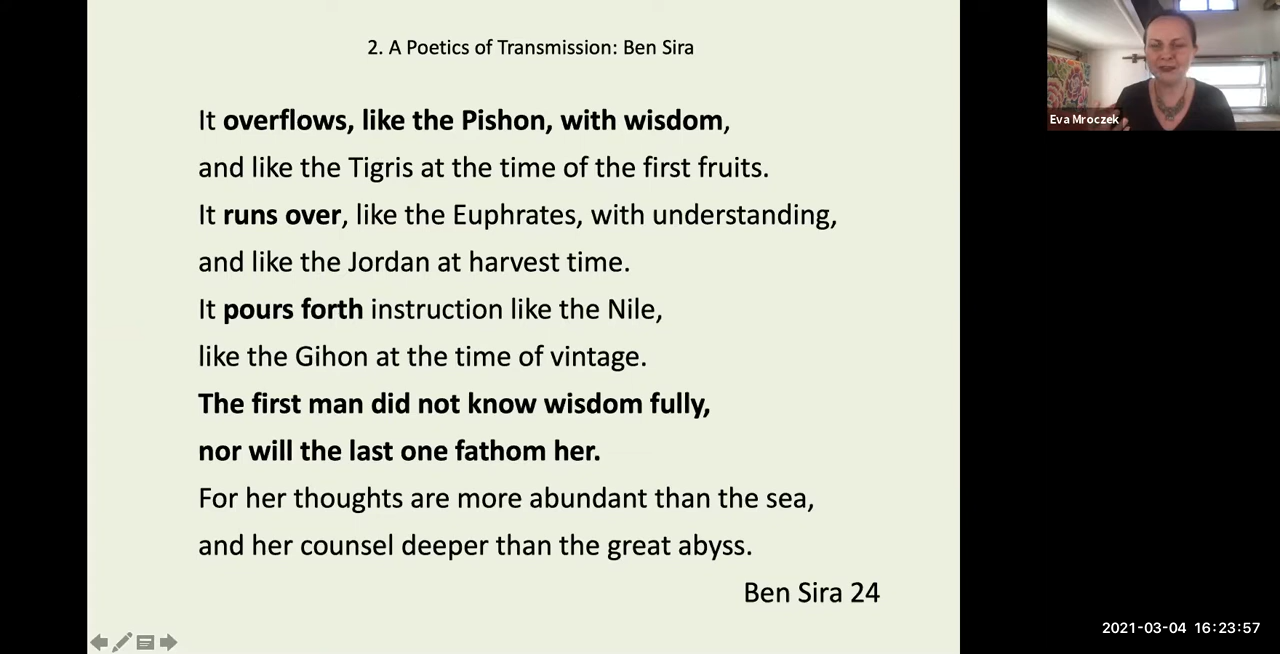 2. A Poetics of Transmission: Ben Sira
It overflows, like the Pishon, with wisdom,
and like the Tigris at the time of the first fruits.
It runs over, like the Euphrates, with understanding,
and like the Jordan at harvest time.
It pours forth instruction like the Nile,
like the Gihon at the time of vintage.
The first man did not know wisdom fully,
nor will the last one fathom her.
For her thoughts are more abundant than the sea,
and her counsel deeper than the great abyss.
Ben Sira 24
Eva Mroczek
2021-03-04 16:23:57